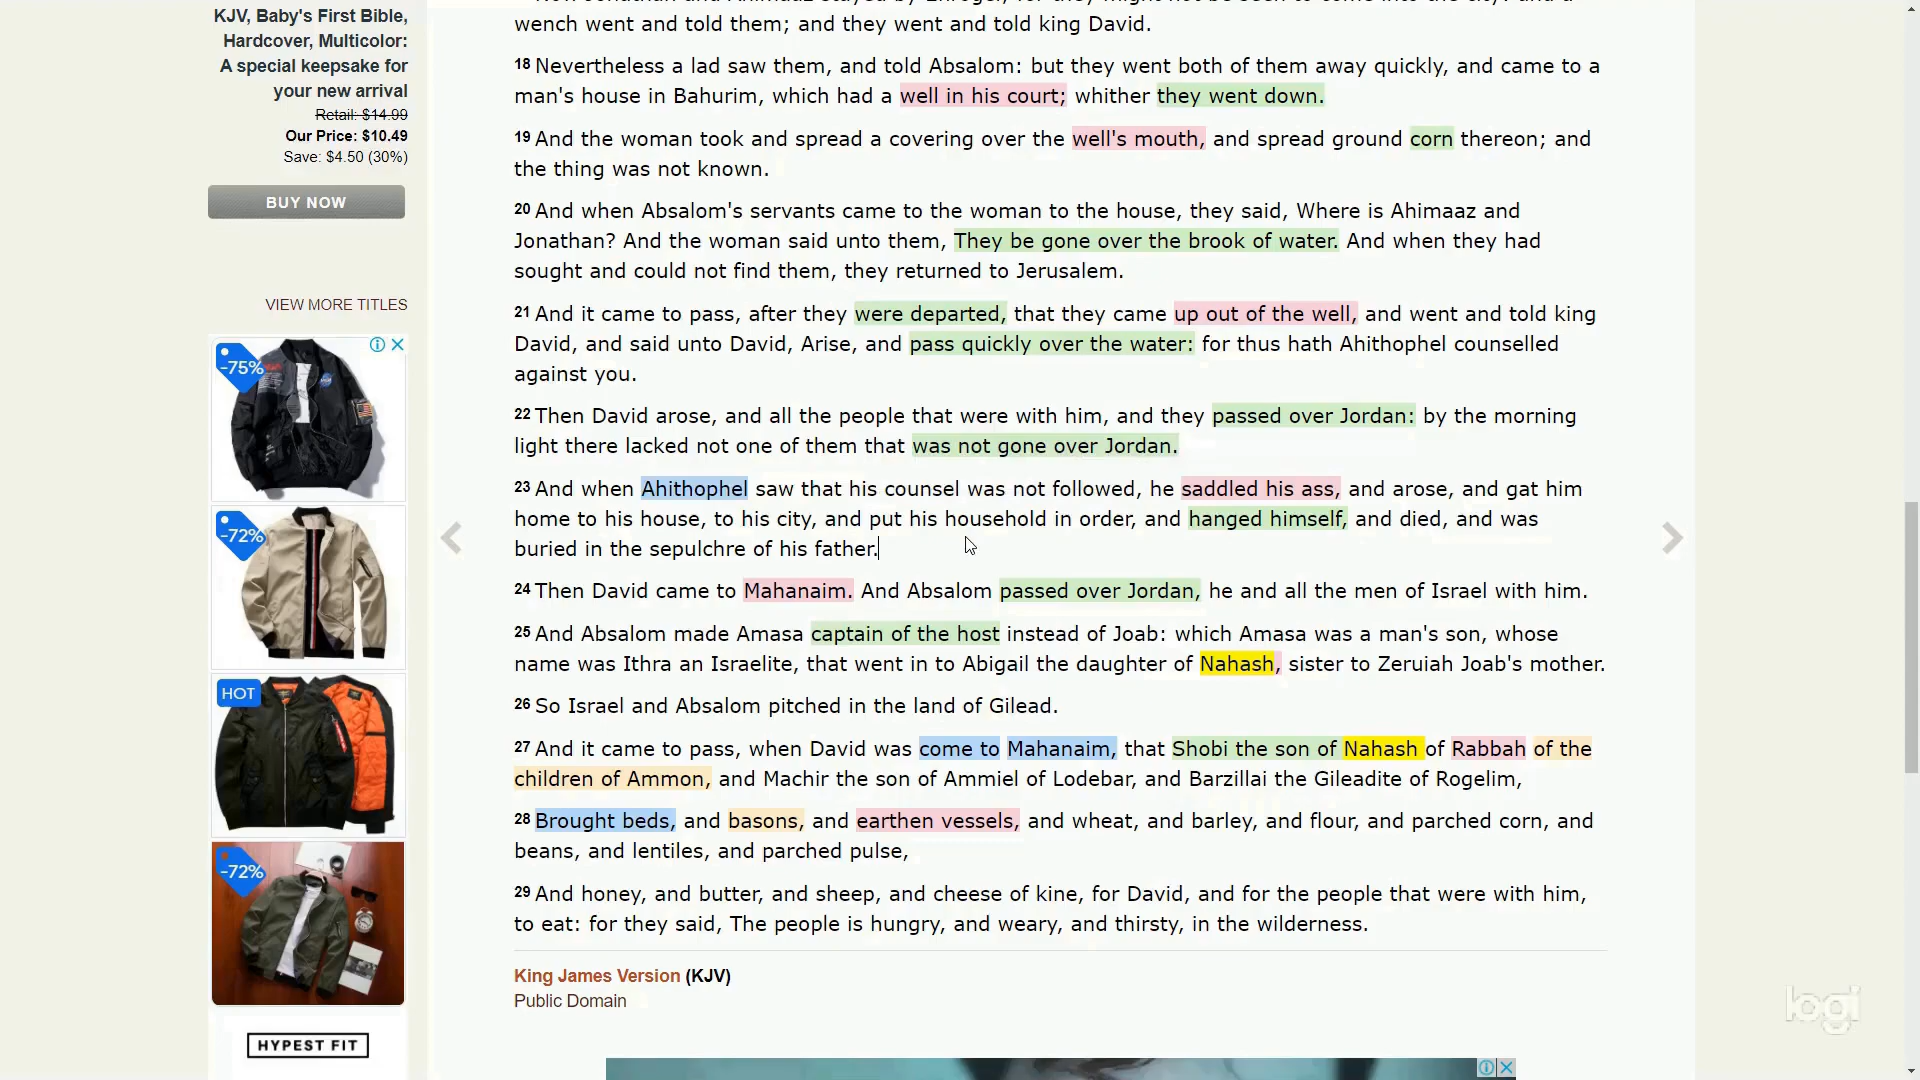 KJV, Baby's First Bible,
Hardcover, Multicolor:
A special keepsake for
your new arrival
Retail: $14.99
Our Price: $10.49
Save: $4.50 (30%)
BUY NOW
VIEW MORE TITLES
-75%
-72%
HOT
-72%
HYPEST FIT
wench went and told them; and they went and told king David.
18 Nevertheless a lad saw them, and told Absalom: but they went both of them away quickly, and came to a
man's house in Bahurim, which had a well in his court; whither they went down.
19 And the woman took and spread a covering over the well's mouth, and spread ground corn thereon; and
the thing was not known.
20 And when Absalom's servants came to the woman to the house, they said, Where is Ahimaaz and
Jonathan? And the woman said unto them, They be gone over the brook of water. And when they had
sought and could not find them, they returned to Jerusalem.
21 And it came to pass, after they were departed, that they came up out of the well, and went and told king
David, and said unto David, Arise, and pass quickly over the water: for thus hath Ahithophel counselled
against you.
22 Then David arose, and all the people that were with him, and they passed over Jordan: by the morning
light there lacked not one of them that was not gone over Jordan.
23 And when Ahithophel saw that his counsel was not followed, he saddled his ass, and arose, and gat him
home to his house, to his city, and put his household in order, and hanged himself, and died, and was
buried in the sepulchre of his father.
24 Then David came to Mahanaim. And Absalom passed over Jordan, he and all the men of Israel with him.
25 And Absalom made Amasa captain of the host instead of Joab: which Amasa was a man's son, whose
name was Ithra an Israelite, that went in to Abigail the daughter of Nahash, sister to Zeruiah Joab's mother.
26 So Israel and Absalom pitched in the land of Gilead.
27 And it came to pass, when David was come to Mahanaim, that Shobi the son of Nahash of Rabbah of the
children of Ammon, and Machir the son of Ammiel of Lodebar, and Barzillai the Gileadite of Rogelim,
28 Brought beds, and basons, and earthen vessels, and wheat, and barley, and flour, and parched corn, and
beans, and lentiles, and parched pulse,
29 And honey, and butter, and sheep, and cheese of kine, for David, and for the people that were with him,
to eat: for they said, The people is hungry, and weary, and thirsty, in the wilderness.
King James Version (KJV)
Public Domain
logi